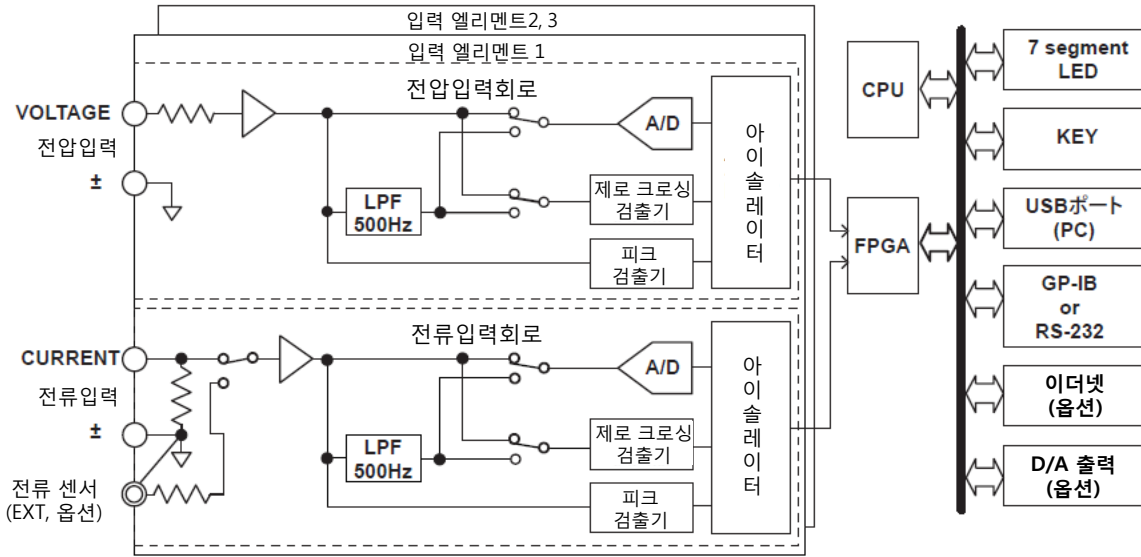 입력 엘리멘트2, 3
입력 엘리멘트 1
전압입력회로
VOLTAGE
전압입력
±
LPF
500Hz
A/D
제로 크로싱
검출기
피크
검출기
아이솔레이터
전류입력회로
CURRENT
전류입력
±
전류 센서
(EXT, 옵션)
LPF
500Hz
A/D
제로 크로싱
검출기
피크
검출기
아이솔레이터
CPU
FPGA
7 segment
LED
KEY
USBポート
(PC)
GP-IB
or
RS-232
이더넷
(옵션)
D/A 출력
(옵션)